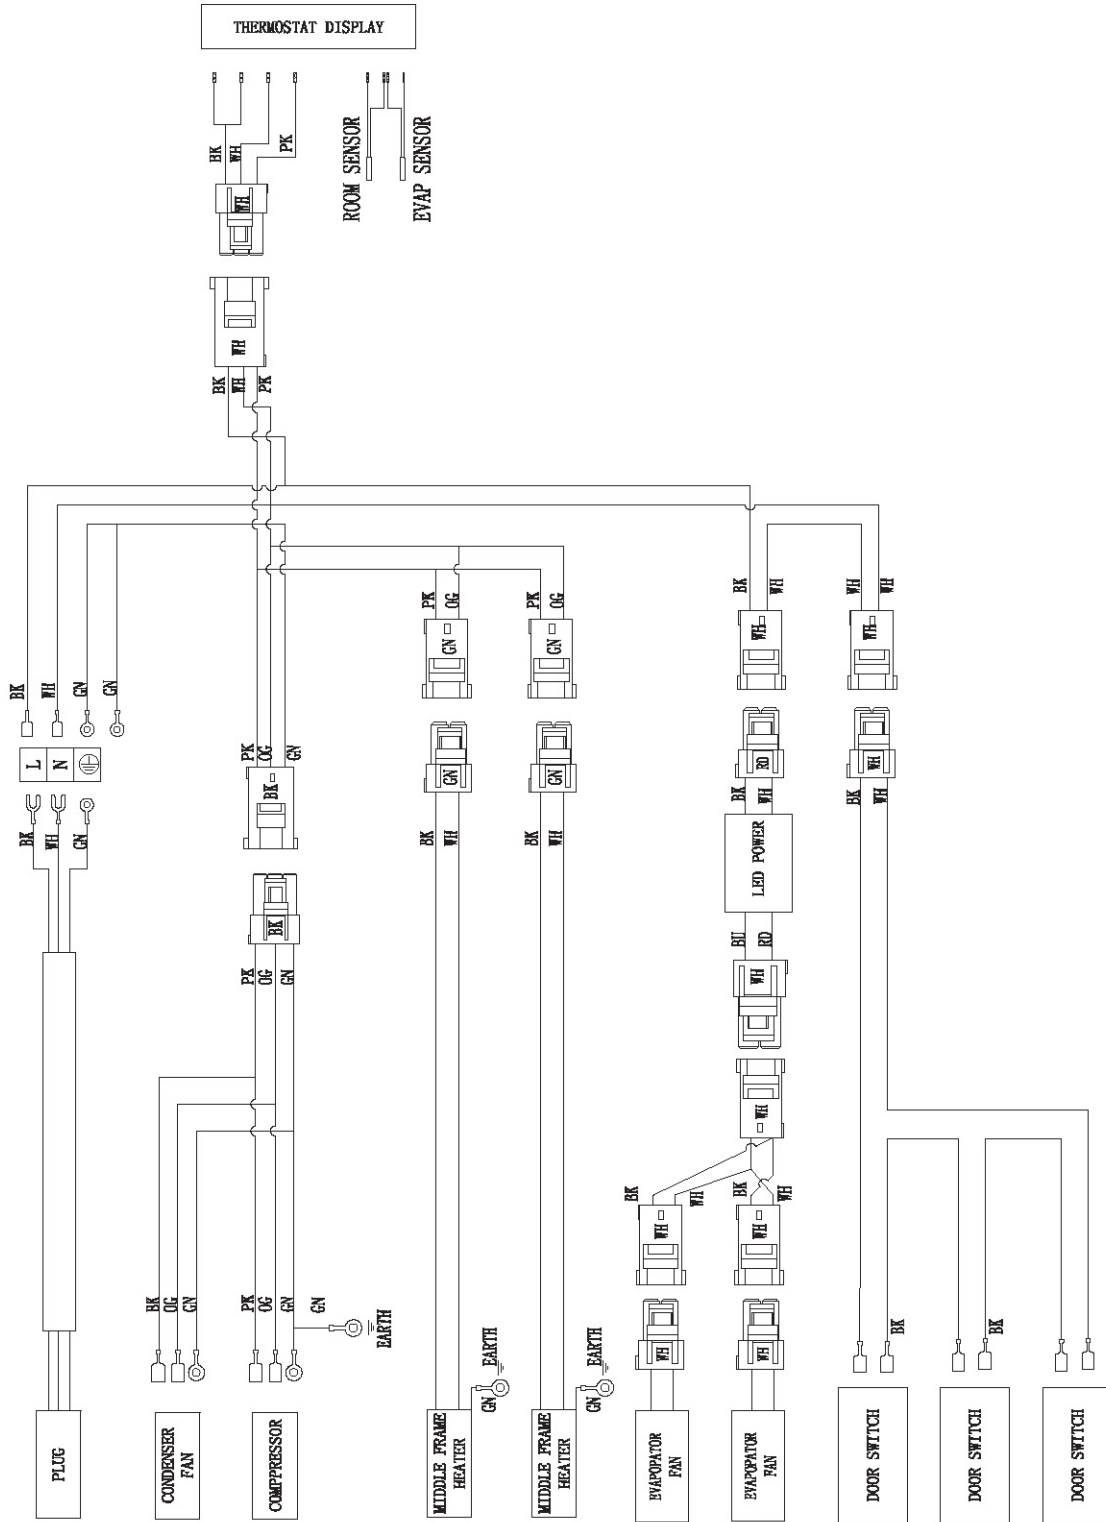 THERMOSTAT DISPLAY
BK
WH
PK
ROOM SENSOR
EVAP SENSOR
WH
WH
BK
WH
PK
BK
WH
GN
GN
PK
OG
PK
OG
BK
WH
WH
WH
GN
GN
WH
WH
L
N
PK
OG
GN
BK
GN
GN
RD
WH
BK
WH
BK
WH
BK
WH
GN
BK
WH
BK
WH
LED POWER
BK
PK
OG
GN
BU
RD
WH
WH
BK
WH
BK
WH
WH
WH
BK
OG
GN
PK
OG
GN
GN
EARTH
BK
BK
WH
WH
GN
EARTH
GN
EARTH
PLUG
CONDENSER
FAN
COMPPRESSOR
MIDDLE FRAME
HEATER
MIDDLE FRAME
HEATER
EVAPOPATOR
FAN
EVAPOPATOR
FAN
DOOR SWITCH
DOOR SWITCH
DOOR SWITCH